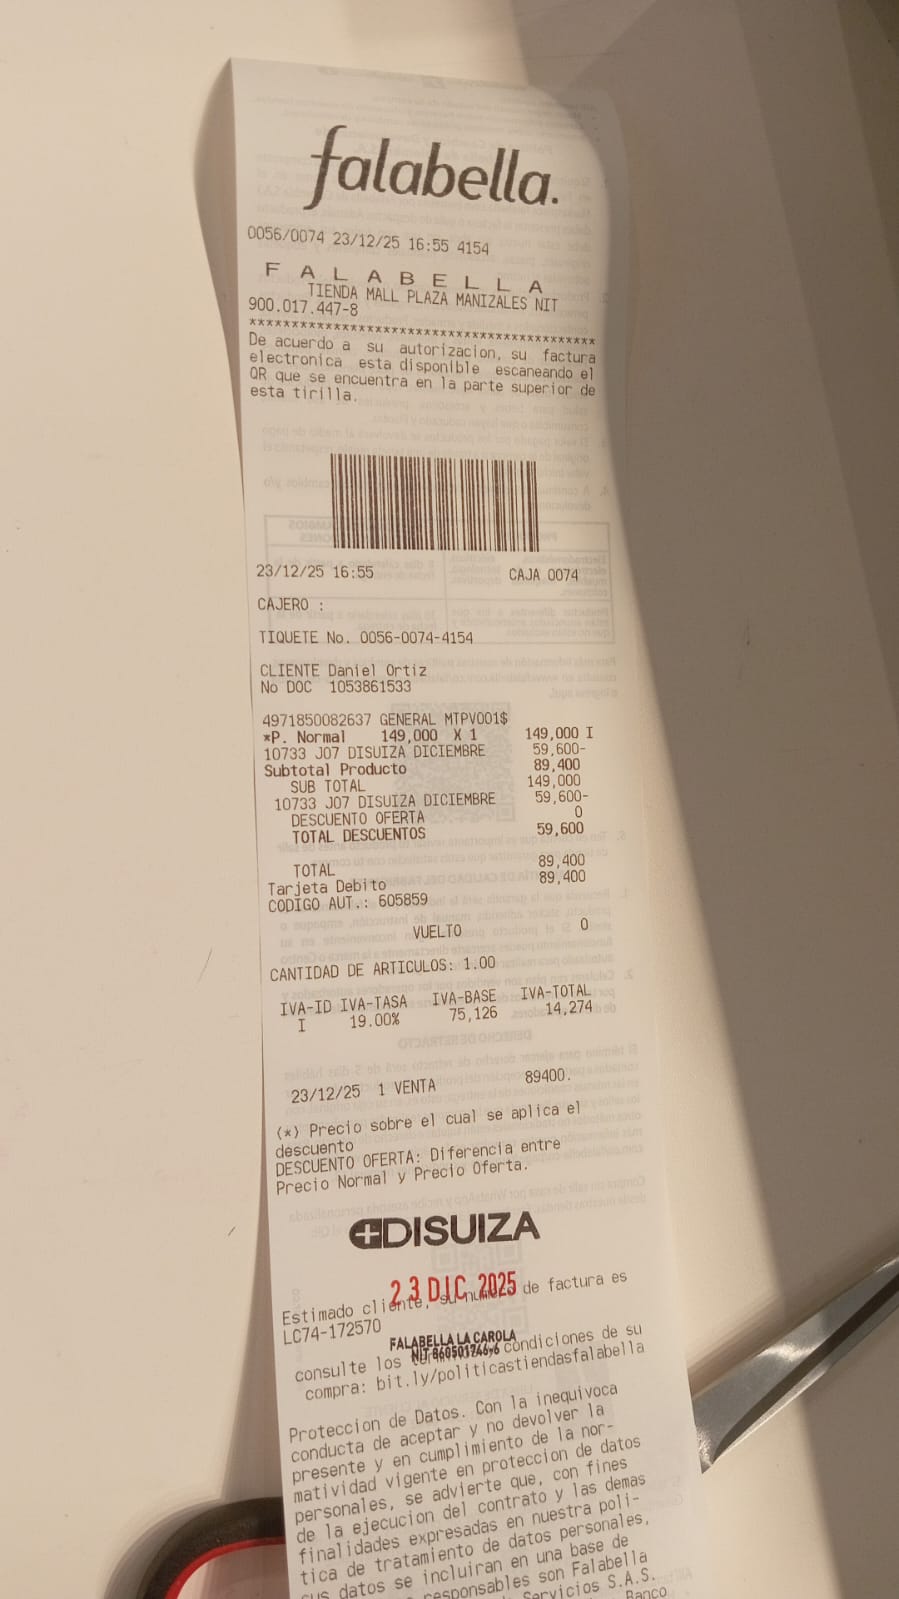 falabella.
0056/0074 23/12/25 16:55 4154
F A L A B E L L A
TIENDA MALL PLAZA MANIZALES NIT
900.017.447-8
*****************************************
De acuerdo a su autorizacion, su factura
electronica esta disponible escaneando el
QR que se encuentra en la parte superior de
esta tirilla.
23/12/25 16:55 CAJA 0074
CAJERO :
TIQUETE No. 0056-0074-4154
CLIENTE Daniel Ortiz
No DOC 1053861533
4971850082637 GENERAL MTPV001$
*P. Normal 149,000 X 1 149,000 I
10733 J07 DISUIZA DICIEMBRE 59,600-
Subtotal Producto 89,400
SUB TOTAL 149,000
10733 J07 DISUIZA DICIEMBRE 59,600-
DESCUENTO OFERTA 0
TOTAL DESCUENTOS 59,600
TOTAL 89,400
Tarjeta Debito 89,400
CODIGO AUT.: 605859
VUELTO 0
CANTIDAD DE ARTICULOS: 1.00
IVA-ID IVA-TASA IVA-BASE IVA-TOTAL
I 19.00% 75,126 14,274
23/12/25 1 VENTA 89400.
(*) Precio sobre el cual se aplica el
descuento
DESCUENTO OFERTA: Diferencia entre
Precio Normal y Precio Oferta.
DISUIZA
23 DIC 2025
Estimado cliente, su numero de factura es
LC74-172570
FALABELLA LA CAROLA
NIT 860501746-6
consulte los condiciones de su
compra: bit.ly/politicastiendasfalabella
Proteccion de Datos. Con la inequivoca
conducta de aceptar y no devolver la
presente y en cumplimiento de la nor-
matividad vigente en proteccion de datos
personales, se advierte que, con fines
de la ejecucion del contrato y las demas
finalidades expresadas en nuestra poli-
tica de tratamiento de datos personales,
sus datos se incluiran en una base de
responsables son Falabella
Servicios S.A.S.
Banco